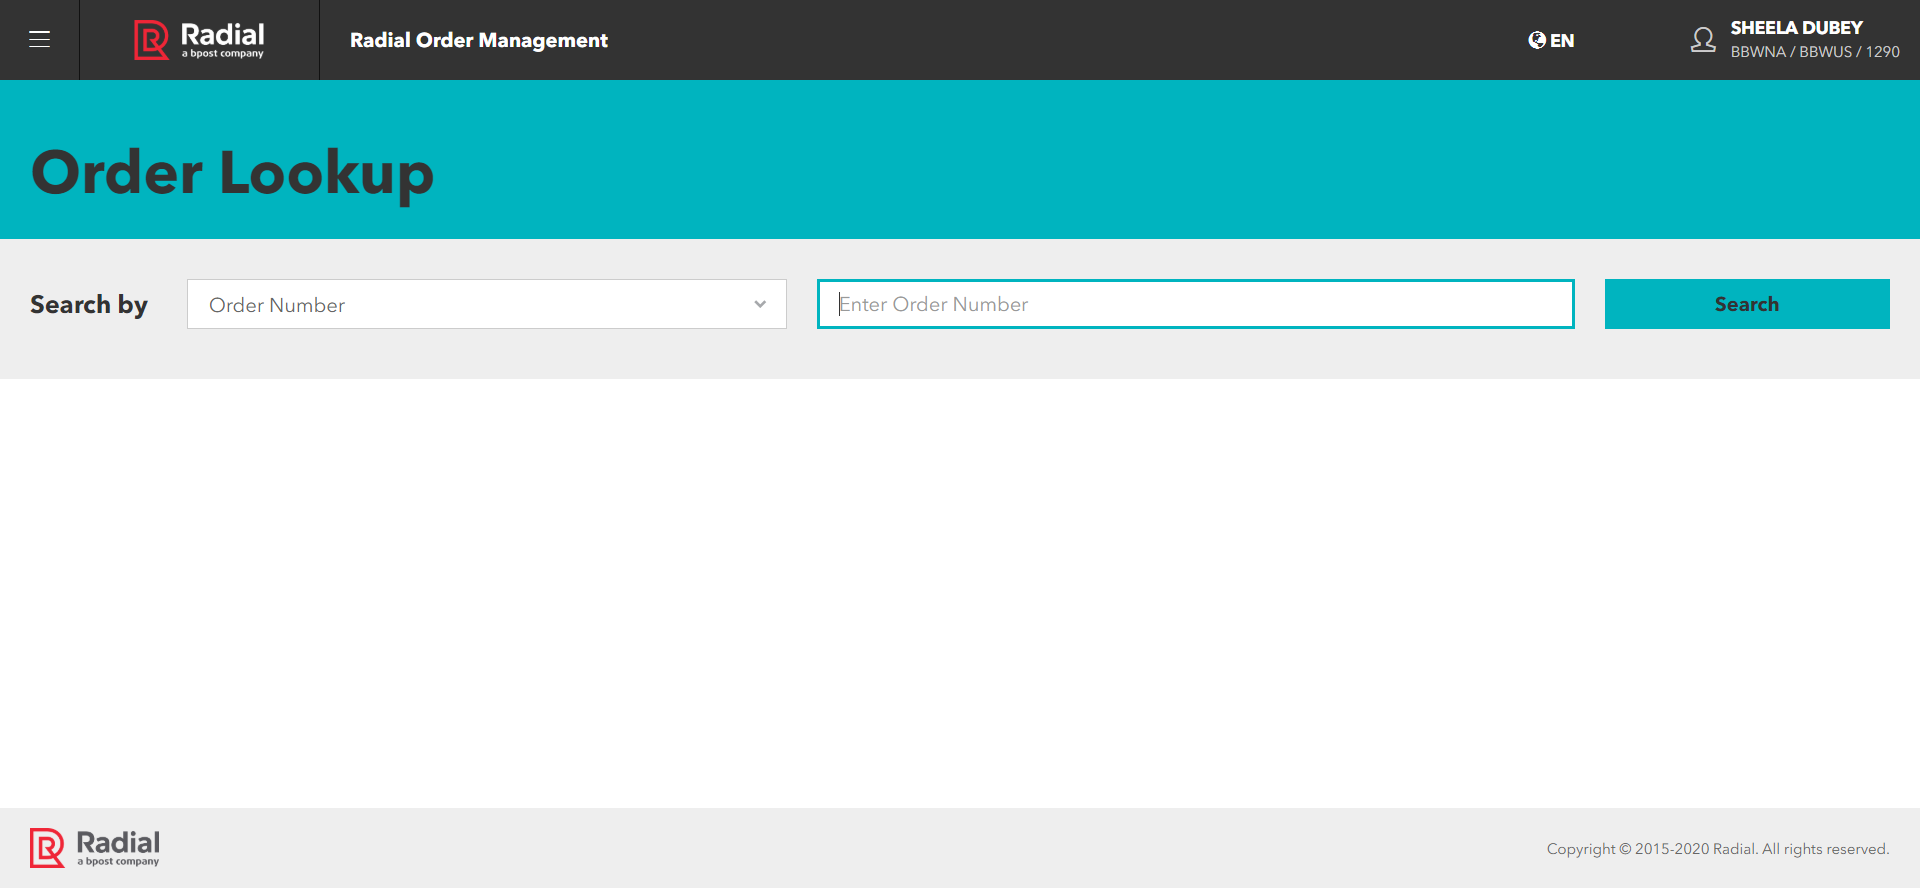 Radial
a bpost company
Radial Order Management
EN
SHEELA DUBEY
BBWNA / BBWUS / 1290
Order Lookup
Search by
Order Number
Enter Order Number
Search
Radial
a bpost company
Copyright © 2015-2020 Radial. All rights reserved.